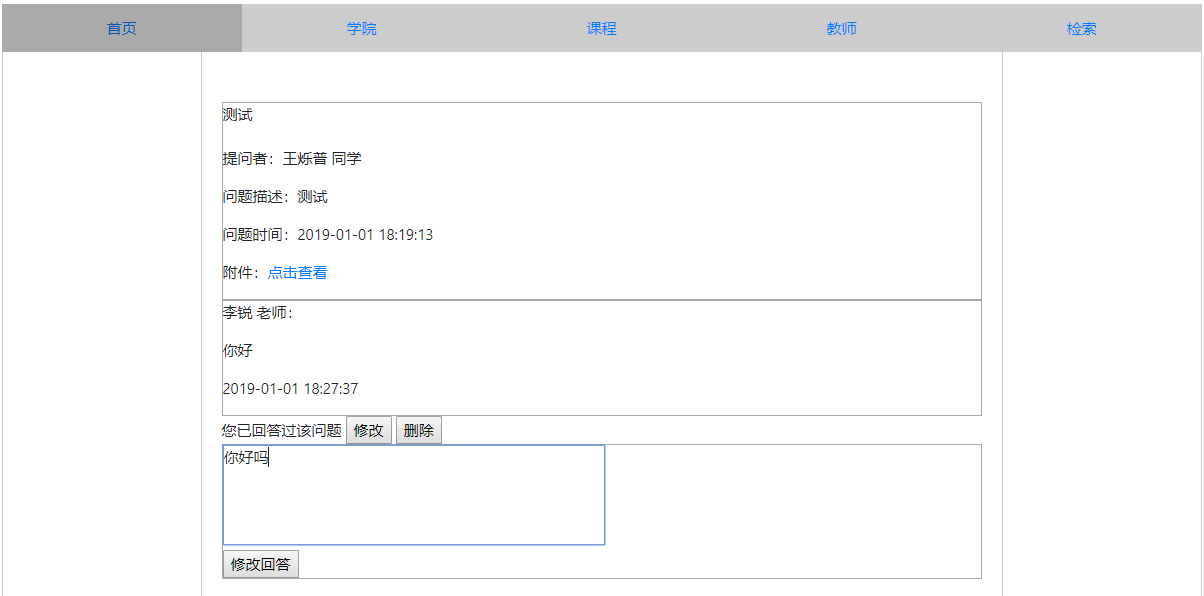 首页 学院 课程 教师 检索
测试
提问者：王烁普 同学
问题描述：测试
问题时间：2019-01-01 18:19:13
附件：点击查看
李锐 老师：
你好
2019-01-01 18:27:37
您已回答过该问题 修改 删除
你好吗
修改回答